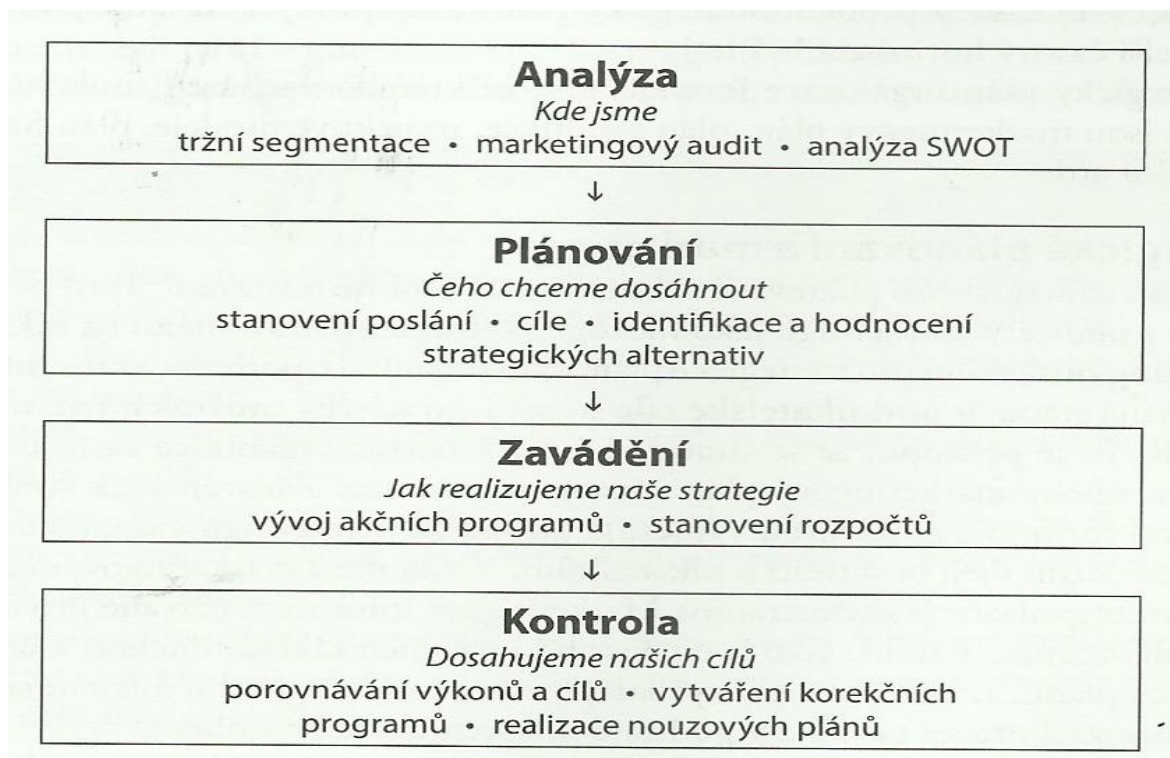 Analýza
Kde jsme
tržní segmentace • marketingový audit • analýza SWOT
↓
Plánování
Čeho chceme dosáhnout
stanovení poslání • cíle • identifikace a hodnocení
strategických alternativ
↓
Zavádění
Jak realizujeme naše strategie
vývoj akčních programů • stanovení rozpočtů
↓
Kontrola
Dosahujeme našich cílů
porovnávání výkonů a cílů • vytváření korekčních
programů • realizace nouzových plánů